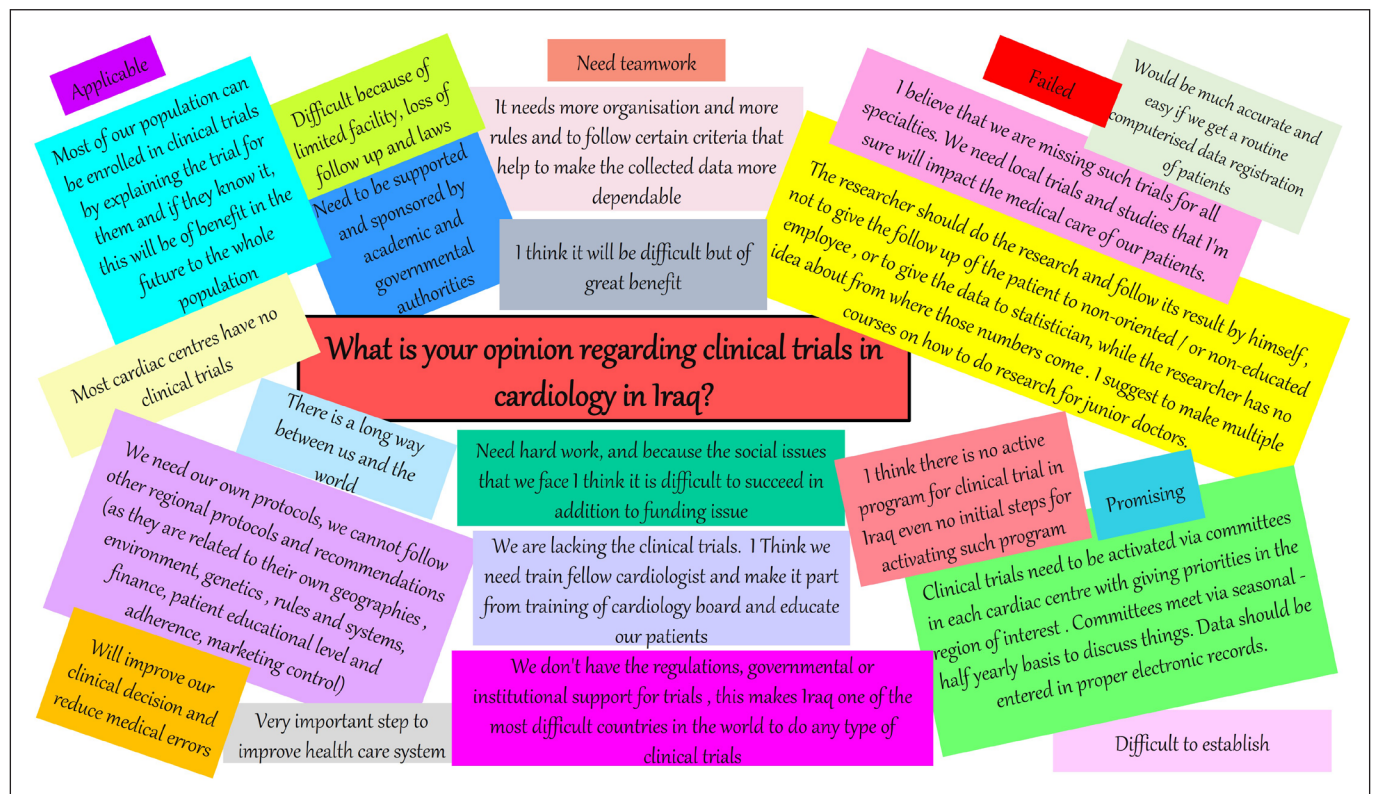 Applicable
Most of our population can
be enrolled in clinical trials
by explaining the trial for
them and if they know it,
this will be of benefit in the
future to the whole
population
Difficult because of
limited facility, loss of
follow up and laws
Need to be supported
and sponsored by
academic and
governmental
authorities
Need teamwork
It needs more organisation and more
rules and to follow certain criteria that
help to make the collected data more
dependable
I think it will be difficult but of
great benefit
Failed
Would be much accurate and
easy if we get a routine
computerised data registration
of patients
I believe that we are missing such trials for all
specialties. We need local trials and studies that I'm
sure will impact the medical care of our patients.
The researcher should do the research and follow its result by himself,
not to give the follow up of the patient to non-oriented / or non-educated
employee , or to give the data to statistician, while the researcher has no
idea about from where those numbers come . I suggest to make multiple
courses on how to do research for junior doctors.
Most cardiac centres have no
clinical trials
What is your opinion regarding clinical trials in
cardiology in Iraq?
There is a long way
between us and the
world
We need our own protocols, we cannot follow
other regional protocols and recommendations
(as they are related to their own geographies ,
environment, genetics , rules and systems,
finance, patient educational level and
adherence, marketing control)
Need hard work, and because the social issues
that we face I think it is difficult to succeed in
addition to funding issue
We are lacking the clinical trials. I Think we
need train fellow cardiologist and make it part
from training of cardiology board and educate
our patients
I think there is no active
program for clinical trial in
Iraq even no initial steps for
activating such program
Promising
Clinical trials need to be activated via committees
in each cardiac centre with giving priorities in the
region of interest . Committees meet via seasonal -
half yearly basis to discuss things. Data should be
entered in proper electronic records.
Will improve our
clinical decision and
reduce medical errors
Very important step to
improve health care system
We don't have the regulations, governmental or
institutional support for trials , this makes Iraq one of the
most difficult countries in the world to do any type of
clinical trials
Difficult to establish